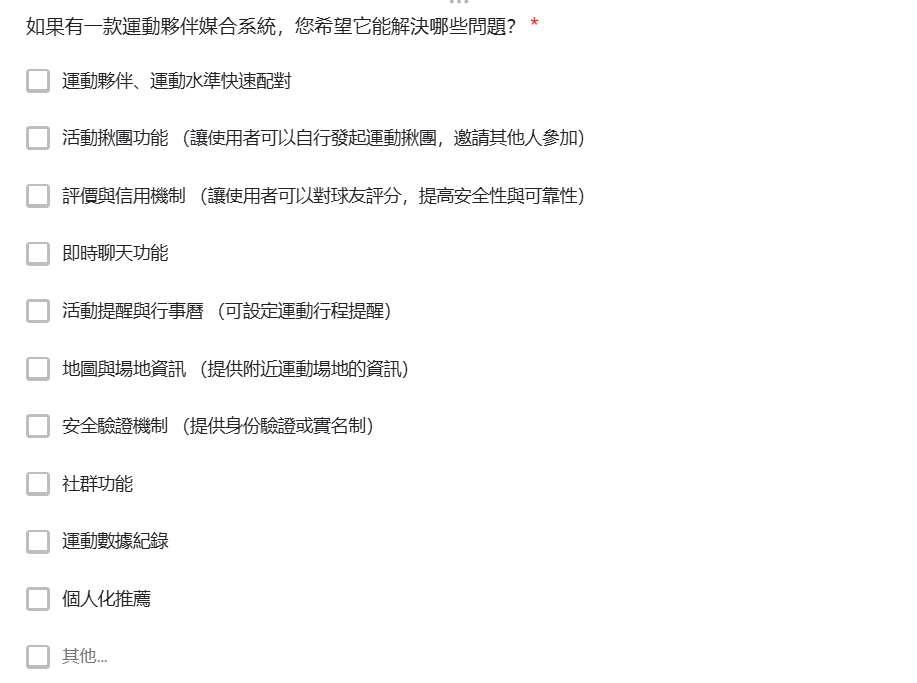 如果有一款運動夥伴媒合系統，您希望它能解決哪些問題？ *
運動夥伴、運動水準快速配對
活動揪團功能 （讓使用者可以自行發起運動揪團，邀請其他人參加）
評價與信用機制 （讓使用者可以對球友評分，提高安全性與可靠性）
即時聊天功能
活動提醒與行事曆 （可設定運動行程提醒）
地圖與場地資訊 （提供附近運動場地的資訊）
安全驗證機制 （提供身份驗證或實名制）
社群功能
運動數據紀錄
個人化推薦
其他...